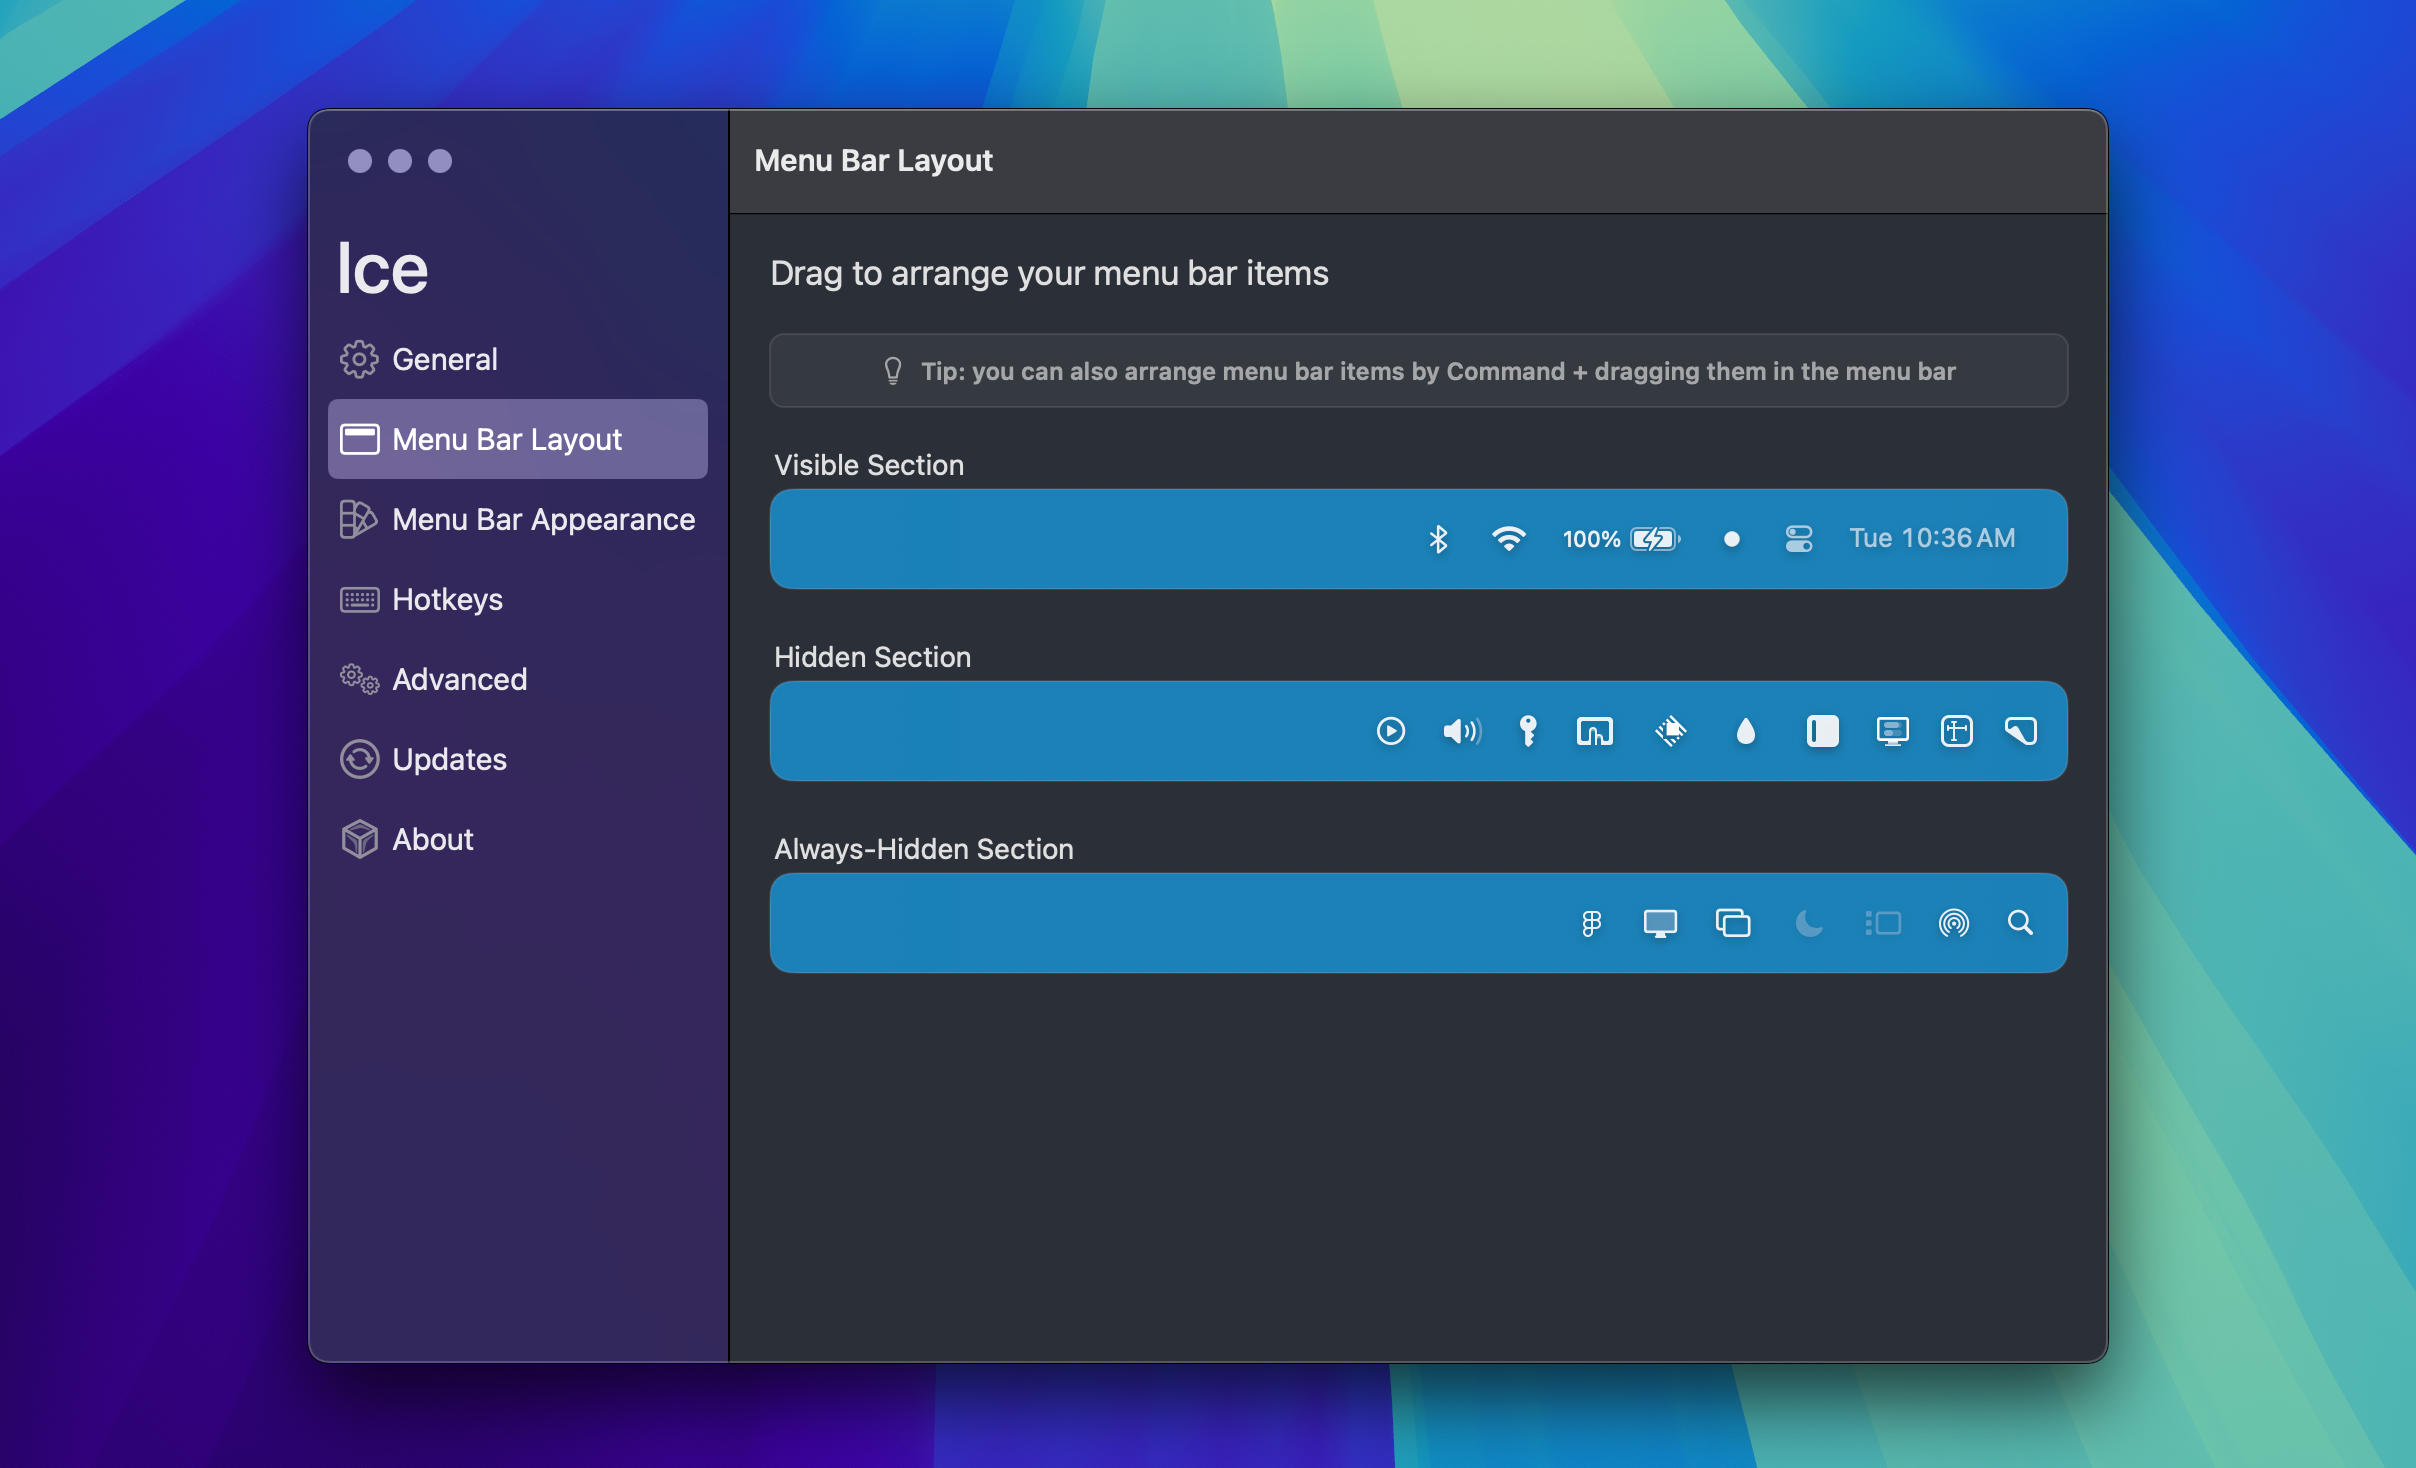 Ice
General
Menu Bar Layout
Menu Bar Appearance
Hotkeys
Advanced
Updates
About
Menu Bar Layout
Drag to arrange your menu bar items
Tip: you can also arrange menu bar items by Command + dragging them in the menu bar
Visible Section
100% Tue 10:36 AM
Hidden Section
Always-Hidden Section